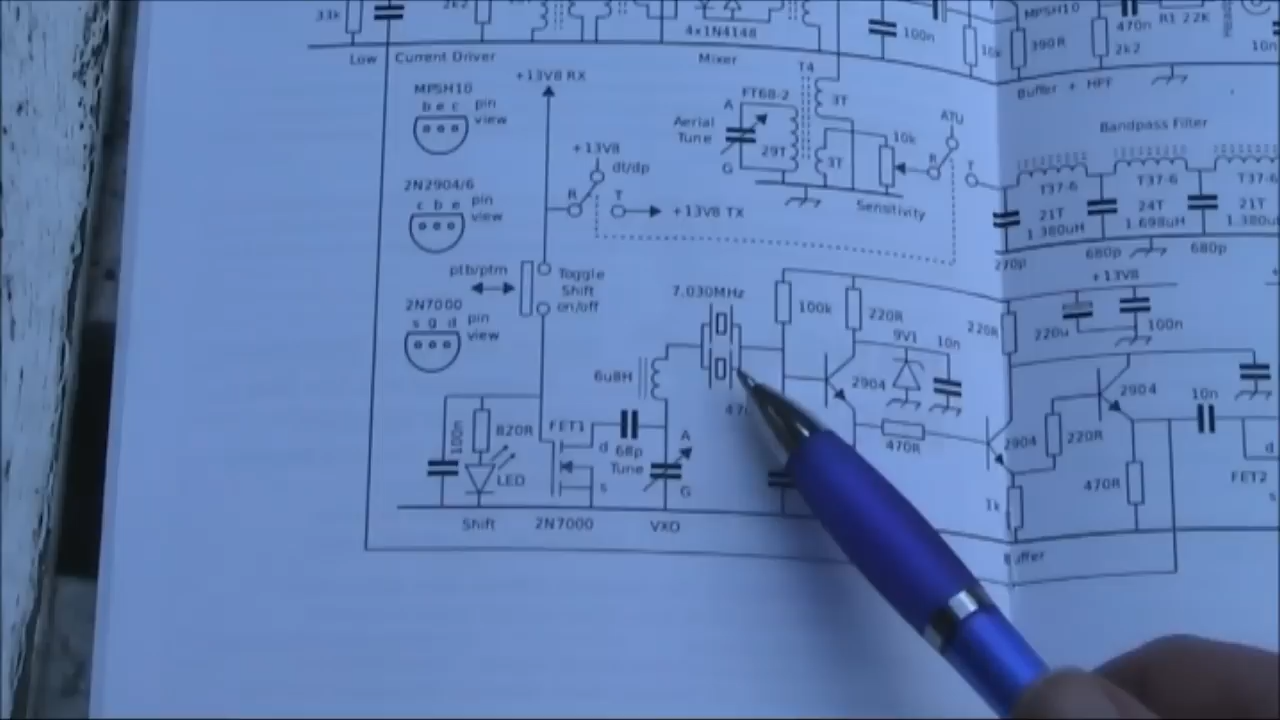 33k
2k2
4x1N4148
100n
10k
MPSH10
390R
470n
2k2
R1 22K
10n
Low
Current Driver
Mixer
Buffer + HPF
+13V8 RX
T4
MPSH10
b e c
pin
view
FT68-2
3T
A
Aerial
Tune
29T
3T
G
10k
ATU
R
T
Sensitivity
Bandpass Filter
T37-6
T37-6
T37-6
21T
24T
21T
1.380uH
1.698uH
1.380u
270p
680p
680p
+13V8
dt/dp
R
T
+13V8 TX
2N2904/6
c b e
pin
view
ptb/ptm
Toggle
Shift
on/off
2N7000
s g d
pin
view
7.030MHz
100k
220R
9V1
10n
220R
+13V8
220u
100n
6u8H
2904
2904
2904
10n
100n
820R
LED
FET1
d
68p
Tune
s
A
G
470R
220R
470R
1k
d
FET2
s
Shift
2N7000
VXO
Buffer